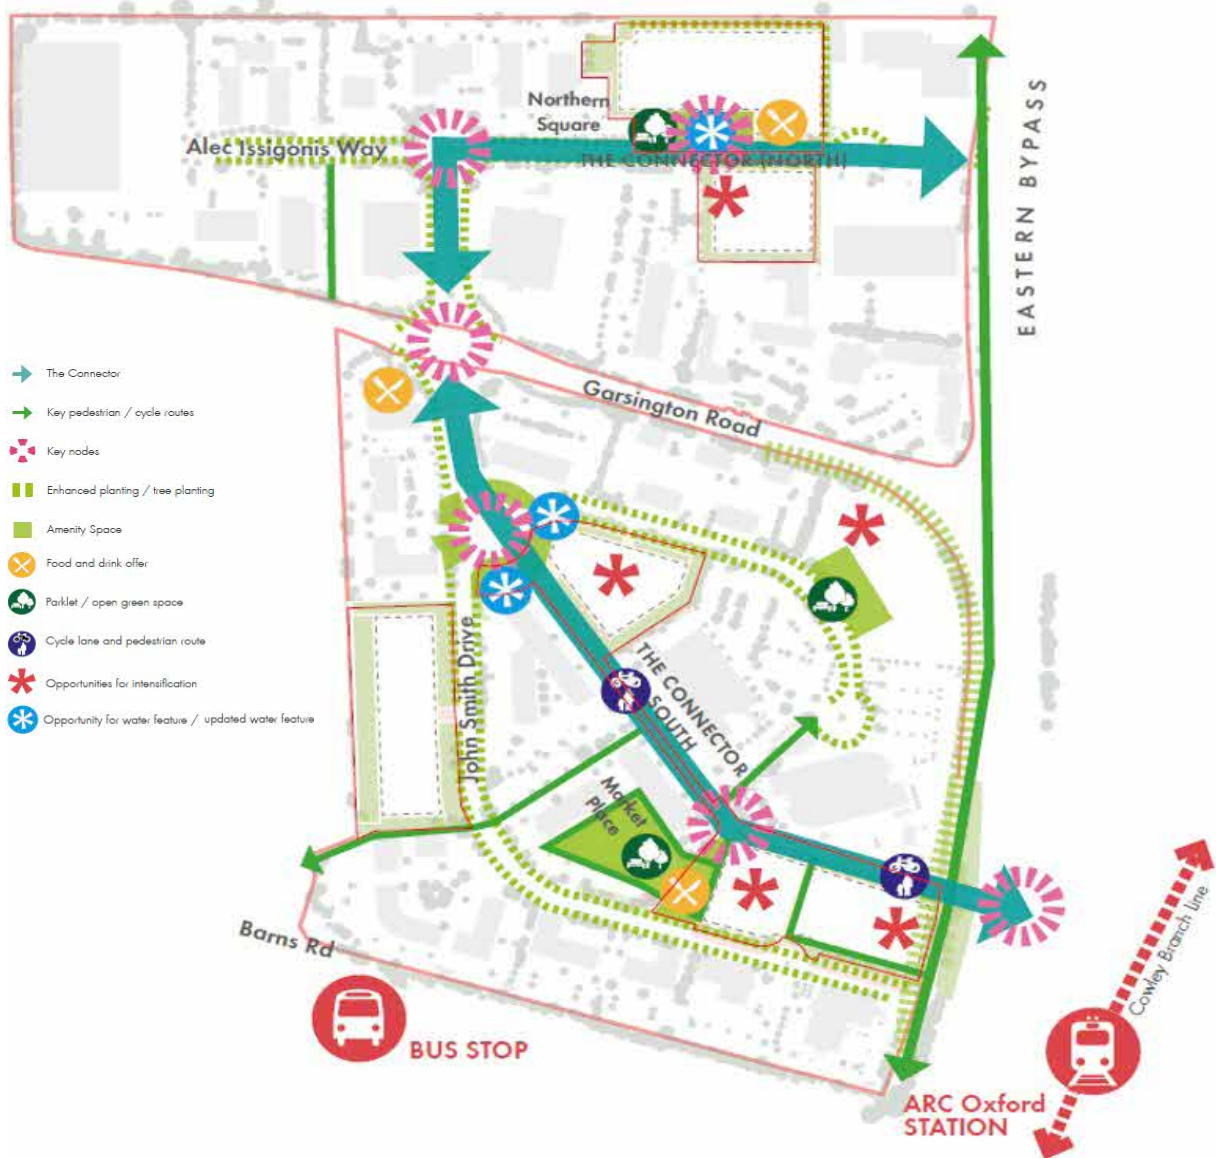 Northern
Square
Alec Issigonis Way
THE CONNECTOR (NORTH)
EASTERN BYPASS
The Connector
Key pedestrian / cycle routes
Key nodes
Enhanced planting / tree planting
Amenity Space
Food and drink offer
Parklet / open green space
Cycle lane and pedestrian route
Opportunities for intensification
Opportunity for water feature / updated water feature
Garsington Road
John Smith Drive
THE CONNECTOR
SOUTH
Market
Place
Barns Rd
BUS STOP
Cowley Branch Line
ARC Oxford
STATION